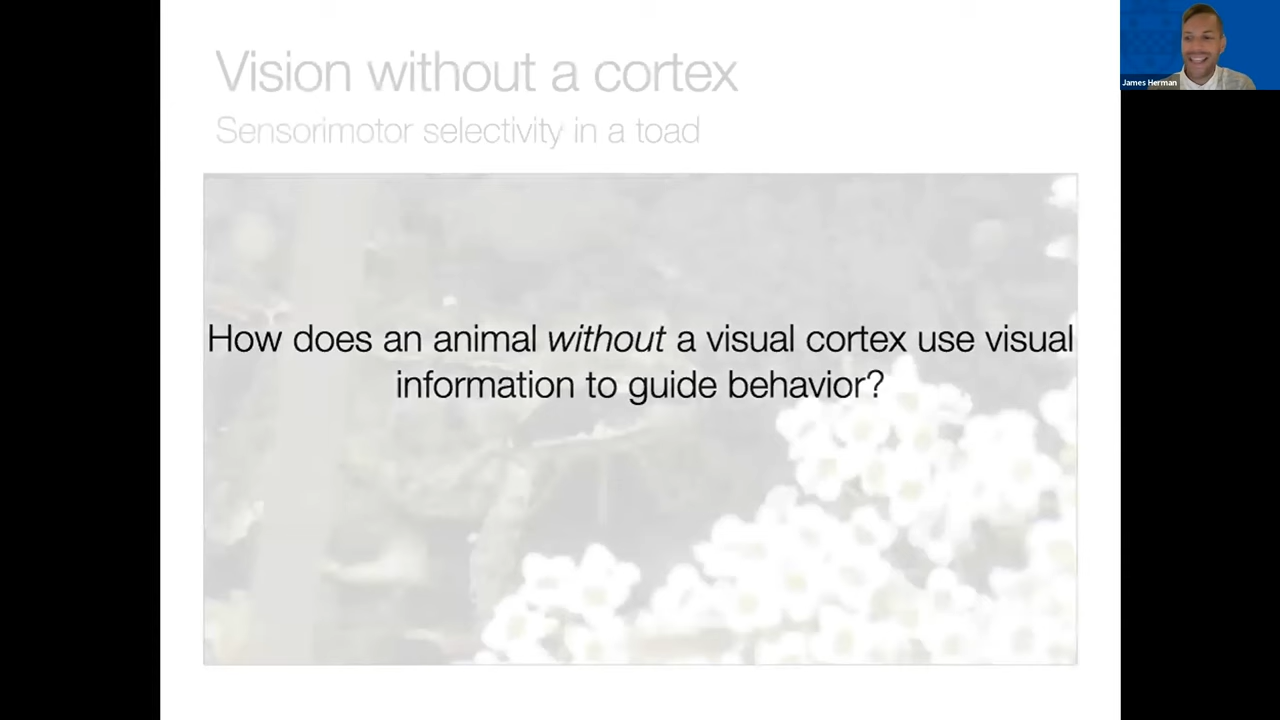 Vision without a cortex
Sensorimotor selectivity in a toad
James Herman
How does an animal without a visual cortex use visual
information to guide behavior?